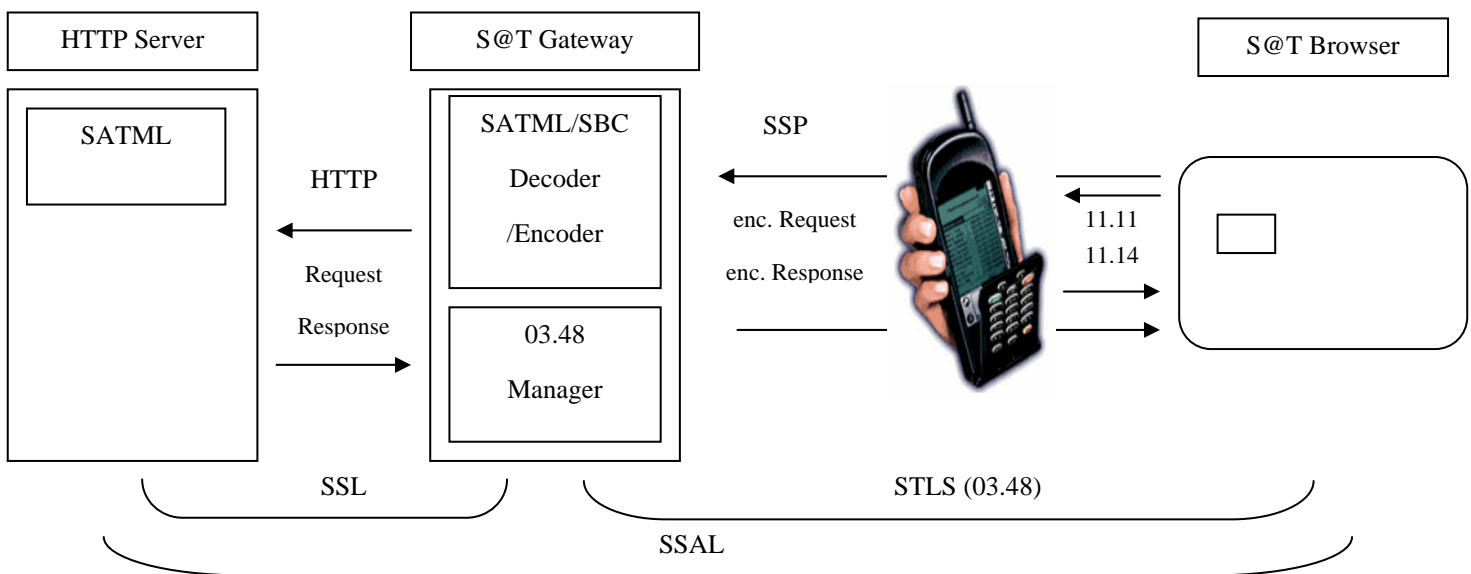 HTTP Server
S@T Gateway
S@T Browser
SATML
HTTP
Request
Response
SATML/SBC
Decoder
/Encoder
03.48
Manager
SSP
enc. Request
enc. Response
11.11
11.14
SSL
STLS (03.48)
SSAL